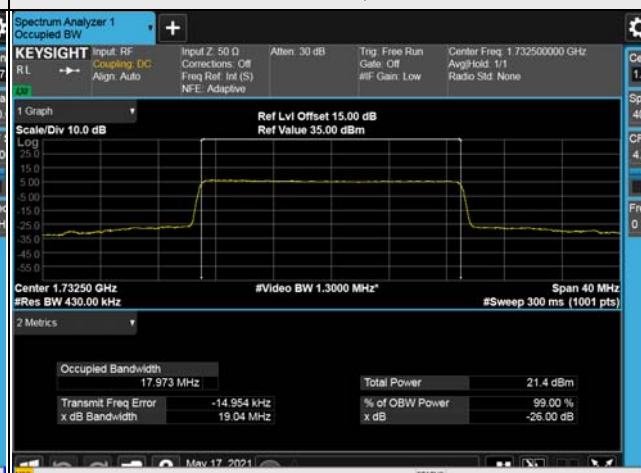 Spectrum Analyzer 1
Occupied BW
KEYSIGHT Input: RF Input Z: 50 Ω Atten: 30 dB Trig: Free Run Center Freq: 1.732500000 GHz
RL Coupling: DC Corrections: Off Gate: Off Avg|Hold: 1/1
Align: Auto Freq Ref: Int (S) #IF Gain: Low Radio Std: None
NFE: Adaptive
1 Graph Ref Lvl Offset 15.00 dB
Scale/Div 10.0 dB Ref Value 35.00 dBm
Log
25.0
15.0
5.00
-5.00
-15.0
-25.0
-35.0
-45.0
-55.0
Center 1.73250 GHz #Video BW 1.3000 MHz* Span 40 MHz
#Res BW 430.00 kHz #Sweep 300 ms (1001 pts)
2 Metrics
Occupied Bandwidth
17.973 MHz Total Power 21.4 dBm
Transmit Freq Error -14.954 kHz % of OBW Power 99.00 %
x dB Bandwidth 19.04 MHz x dB -26.00 dB
May 17, 2021